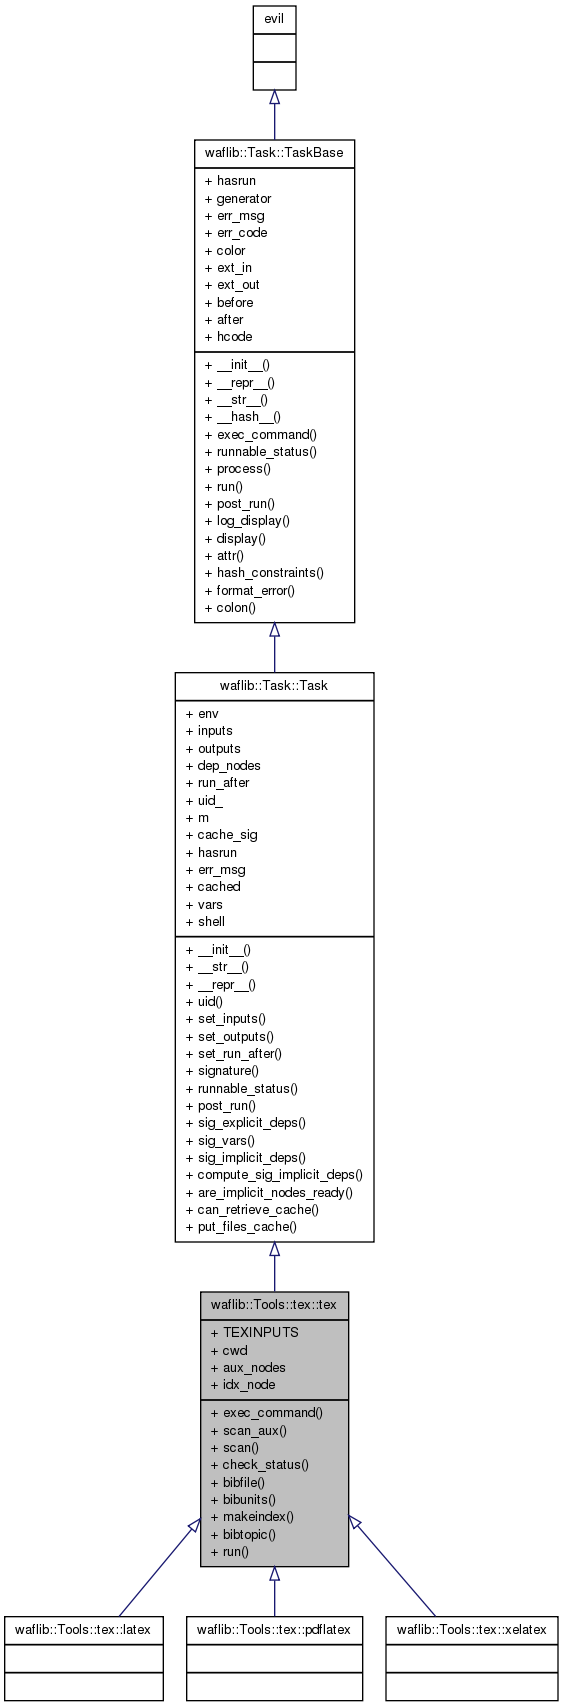 evil
waflib::Task::TaskBase
+ hasrun
+ generator
+ err_msg
+ err_code
+ color
+ ext_in
+ ext_out
+ before
+ after
+ hcode
+ __init__()
+ __repr__()
+ __str__()
+ __hash__()
+ exec_command()
+ runnable_status()
+ process()
+ run()
+ post_run()
+ log_display()
+ display()
+ attr()
+ hash_constraints()
+ format_error()
+ colon()
waflib::Task::Task
+ env
+ inputs
+ outputs
+ dep_nodes
+ run_after
+ uid_
+ m
+ cache_sig
+ hasrun
+ err_msg
+ cached
+ vars
+ shell
+ __init__()
+ __str__()
+ __repr__()
+ uid()
+ set_inputs()
+ set_outputs()
+ set_run_after()
+ signature()
+ runnable_status()
+ post_run()
+ sig_explicit_deps()
+ sig_vars()
+ sig_implicit_deps()
+ compute_sig_implicit_deps()
+ are_implicit_nodes_ready()
+ can_retrieve_cache()
+ put_files_cache()
waflib::Tools::tex::tex
+ TEXINPUTS
+ cwd
+ aux_nodes
+ idx_node
+ exec_command()
+ scan_aux()
+ scan()
+ check_status()
+ bibfile()
+ bibunits()
+ makeindex()
+ bibtopic()
+ run()
waflib::Tools::tex::latex
waflib::Tools::tex::pdflatex
waflib::Tools::tex::xelatex